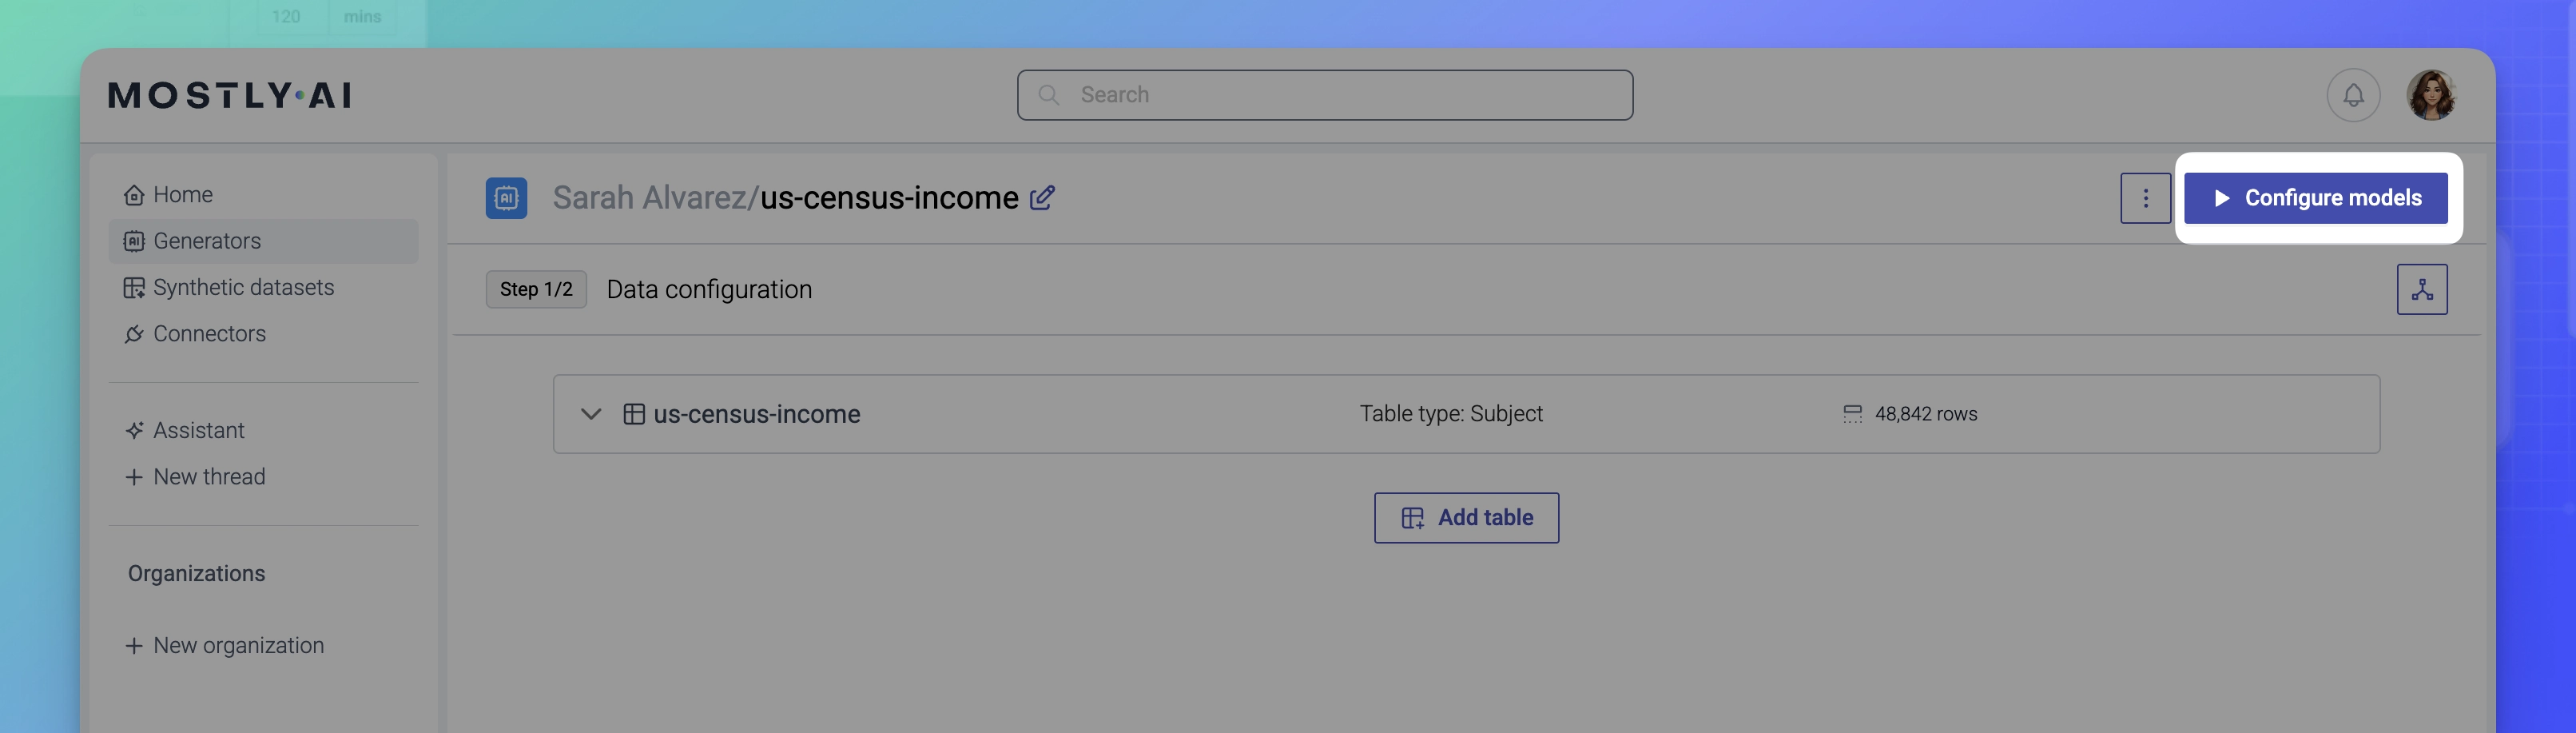 120 mins
MOSTLY·AI
Search
Home
Generators
Synthetic datasets
Connectors
Assistant
New thread
Organizations
New organization
Sarah Alvarez/us-census-income
Configure models
Step 1/2 Data configuration
us-census-income Table type: Subject 48,842 rows
Add table